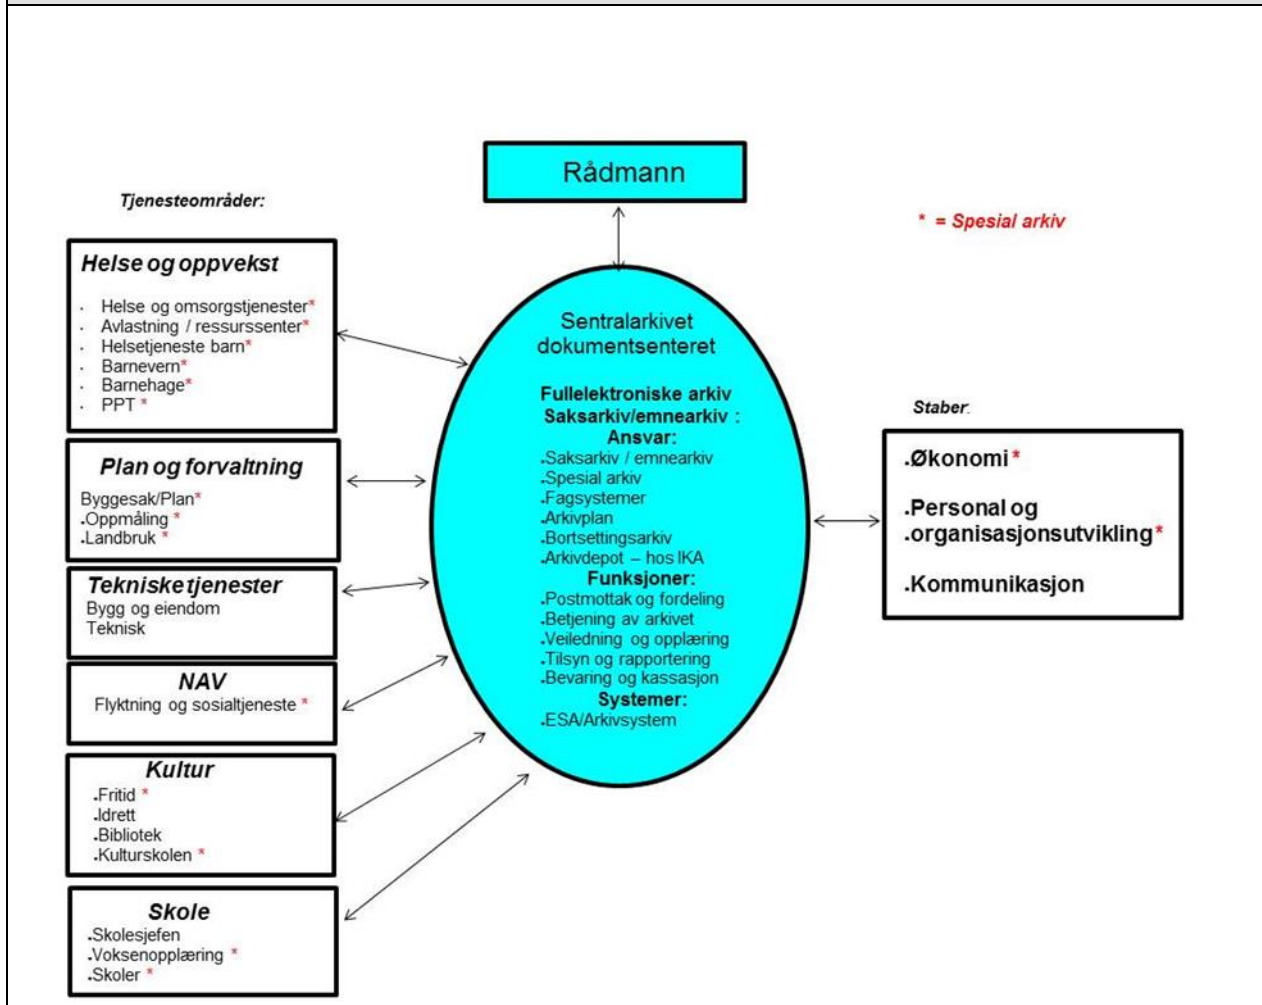 Rådmann
Tjenesteområder:
* = Spesial arkiv
Helse og oppvekst
· Helse og omsorgstjenester*
· Avlastning / ressurssenter*
· Helsetjeneste barn*
· Barnevern*
· Barnehage*
· PPT *
Plan og forvaltning
Byggesak/Plan*
.Oppmåling *
.Landbruk *
Teknisketjenester
Bygg og eiendom
Teknisk
NAV
Flyktning og sosialtjeneste *
Kultur
.Fritid *
.Idrett
.Bibliotek
.Kulturskolen *
Skole
.Skolesjefen
.Voksenopplæring *
.Skoler *
Sentralarkivet
dokumentsenteret
Fullelektroniske arkiv
Saksarkiv/emnearkiv :
Ansvar:
.Saksarkiv / emnearkiv
.Spesial arkiv
.Fagsystemer
.Arkivplan
.Bortsettingsarkiv
.Arkivdepot – hos IKA
Funksjoner:
.Postmottak og fordeling
.Betjening av arkivet
.Veiledning og opplæring
.Tilsyn og rapportering
.Bevaring og kassasjon
Systemer:
.ESA/Arkivsystem
Staber:
.Økonomi*
.Personal og
.organisasjonsutvikling*
.Kommunikasjon